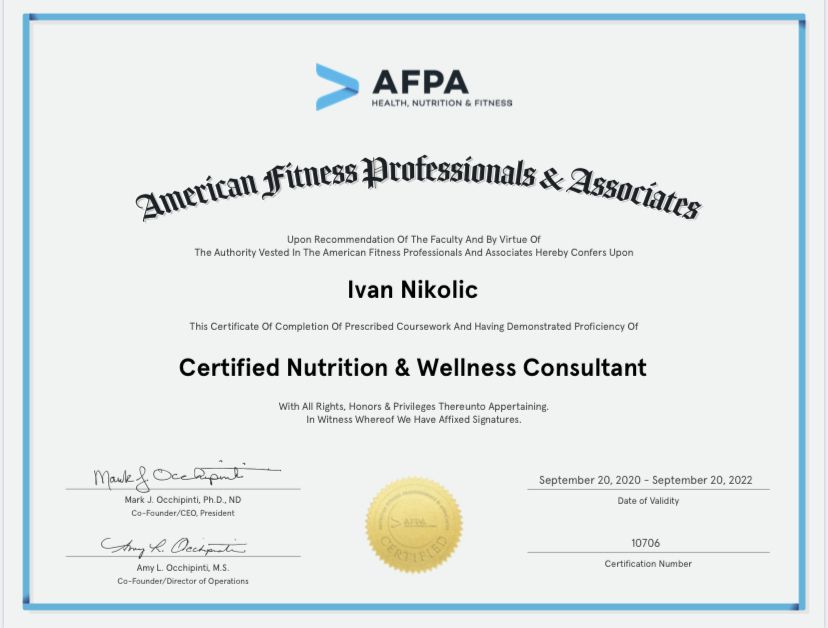 AFPA
HEALTH, NUTRITION & FITNESS
American Fitness Professionals & Associates
Upon Recommendation Of The Faculty And By Virtue Of
The Authority Vested In The American Fitness Professionals And Associates Hereby Confers Upon
Ivan Nikolic
This Certificate Of Completion Of Prescribed Coursework And Having Demonstrated Proficiency Of
Certified Nutrition & Wellness Consultant
With All Rights, Honors & Privileges Thereunto Appertaining.
In Witness Whereof We Have Affixed Signatures.
Mark J. Occhipinti
Mark J. Occhipinti, Ph.D., ND
Co-Founder/CEO, President
Amy L. Occhipinti
Amy L. Occhipinti, M.S.
Co-Founder/Director of Operations
AFPA
CERTIFIED
September 20, 2020 - September 20, 2022
Date of Validity
10706
Certification Number